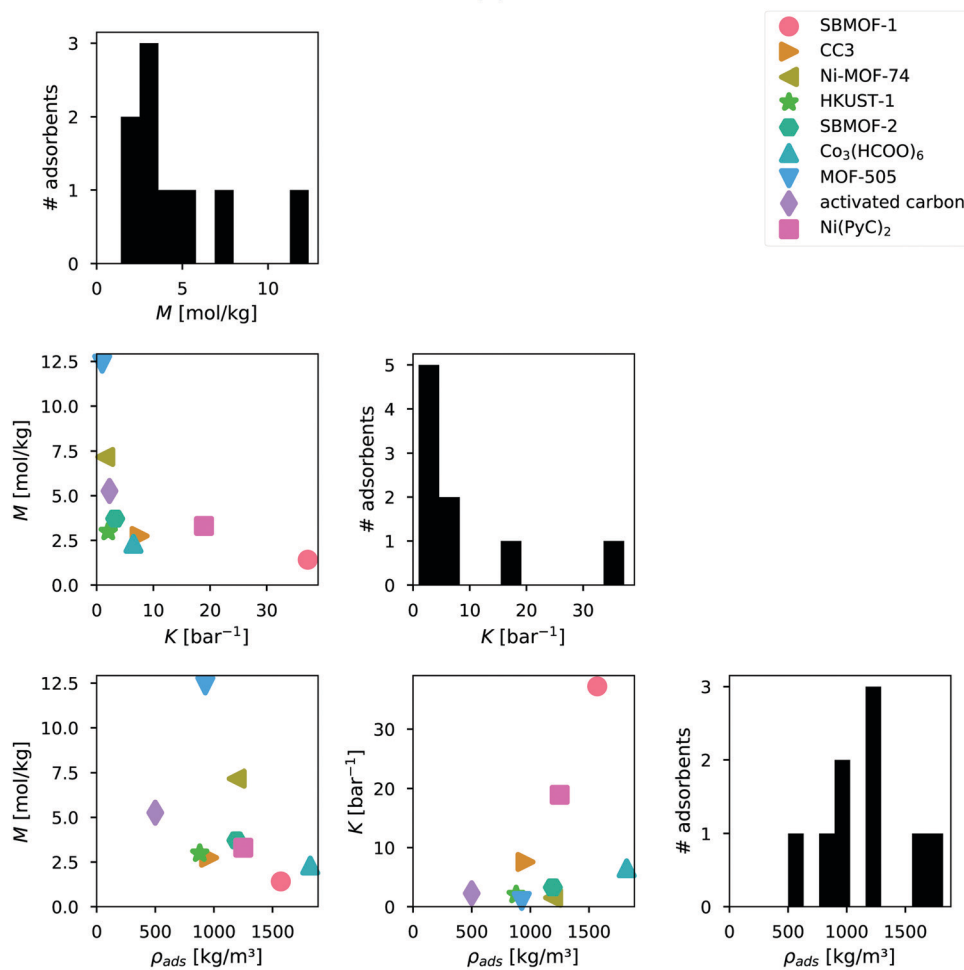 SBMOF-1
CC3
Ni-MOF-74
HKUST-1
SBMOF-2
Co₃(HCOO)₆
MOF-505
activated carbon
Ni(PyC)₂
3
2
1
0
# adsorbents
0 5 10
M [mol/kg]
12.5
10.0
7.5
5.0
2.5
0.0
M [mol/kg]
0 10 20 30
K [bar⁻¹]
5
4
3
2
1
0
# adsorbents
0 10 20 30
K [bar⁻¹]
12.5
10.0
7.5
5.0
2.5
0.0
M [mol/kg]
0 500 1000 1500
ρads [kg/m³]
30
20
10
0
K [bar⁻¹]
0 500 1000 1500
ρads [kg/m³]
3
2
1
0
# adsorbents
0 500 1000 1500
ρads [kg/m³]